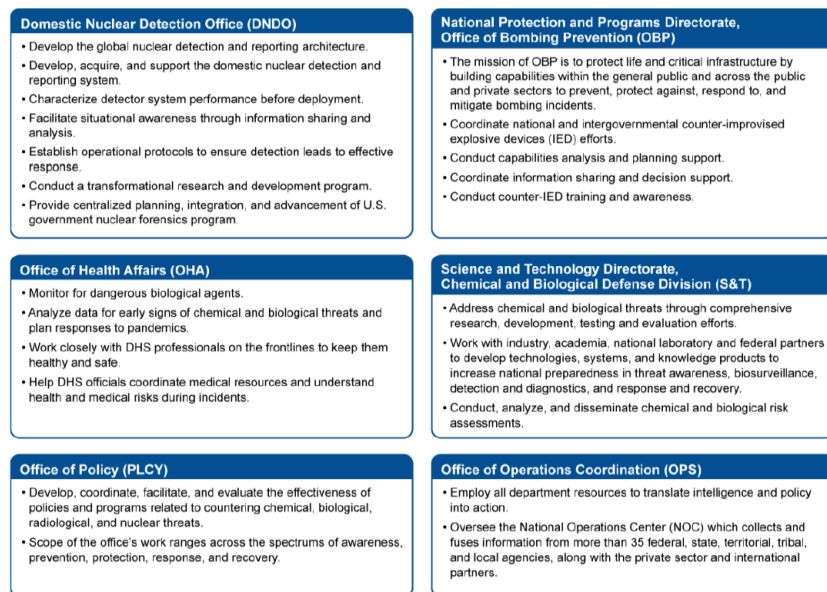 Domestic Nuclear Detection Office (DNDO)
• Develop the global nuclear detection and reporting architecture.
• Develop, acquire, and support the domestic nuclear detection and
reporting system.
• Characterize detector system performance before deployment.
• Facilitate situational awareness through information sharing and
analysis.
• Establish operational protocols to ensure detection leads to effective
response.
• Conduct a transformational research and development program.
• Provide centralized planning, integration, and advancement of U.S.
government nuclear forensics program.
National Protection and Programs Directorate,
Office of Bombing Prevention (OBP)
• The mission of OBP is to protect life and critical infrastructure by
building capabilities within the general public and across the public
and private sectors to prevent, protect against, respond to, and
mitigate bombing incidents.
• Coordinate national and intergovernmental counter-improvised
explosive devices (IED) efforts.
• Conduct capabilities analysis and planning support.
• Coordinate information sharing and decision support.
• Conduct counter-IED training and awareness.
Office of Health Affairs (OHA)
• Monitor for dangerous biological agents.
• Analyze data for early signs of chemical and biological threats and
plan responses to pandemics.
• Work closely with DHS professionals on the frontlines to keep them
healthy and safe.
• Help DHS officials coordinate medical resources and understand
health and medical risks during incidents.
Science and Technology Directorate,
Chemical and Biological Defense Division (S&T)
• Address chemical and biological threats through comprehensive
research, development, testing and evaluation efforts.
• Work with industry, academia, national laboratory and federal partners
to develop technologies, systems, and knowledge products to
increase national preparedness in threat awareness, biosurveillance,
detection and diagnostics, and response and recovery.
• Conduct, analyze, and disseminate chemical and biological risk
assessments.
Office of Policy (PLCY)
• Develop, coordinate, facilitate, and evaluate the effectiveness of
policies and programs related to countering chemical, biological,
radiological, and nuclear threats.
• Scope of the office's work ranges across the spectrums of awareness,
prevention, protection, response, and recovery.
Office of Operations Coordination (OPS)
• Employ all department resources to translate intelligence and policy
into action.
• Oversee the National Operations Center (NOC) which collects and
fuses information from more than 35 federal, state, territorial, tribal,
and local agencies, along with the private sector and international
partners.